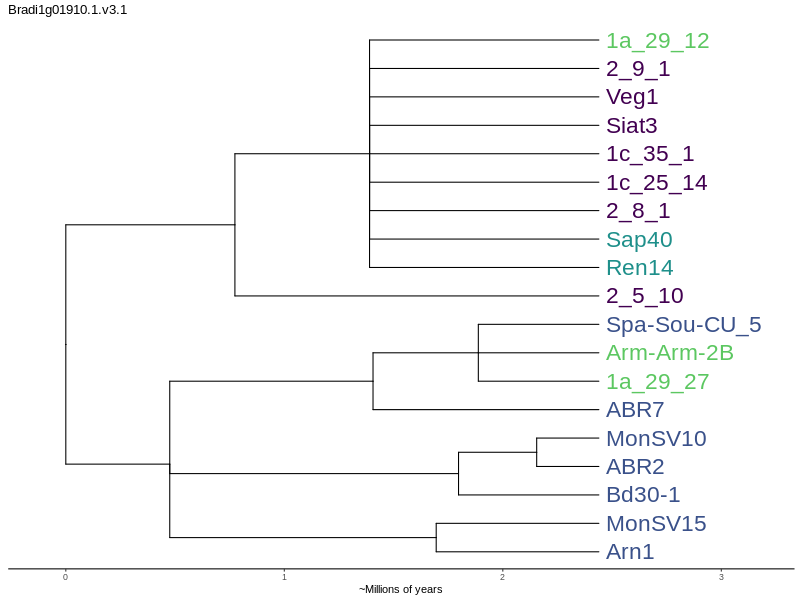 Bradi1g01910.1.v3.1
1a_29_12
2_9_1
Veg1
Siat3
1c_35_1
1c_25_14
2_8_1
Sap40
Ren14
2_5_10
Spa-Sou-CU_5
Arm-Arm-2B
1a_29_27
ABR7
MonSV10
ABR2
Bd30-1
MonSV15
Arn1
0 1 2 3
~Millions of years